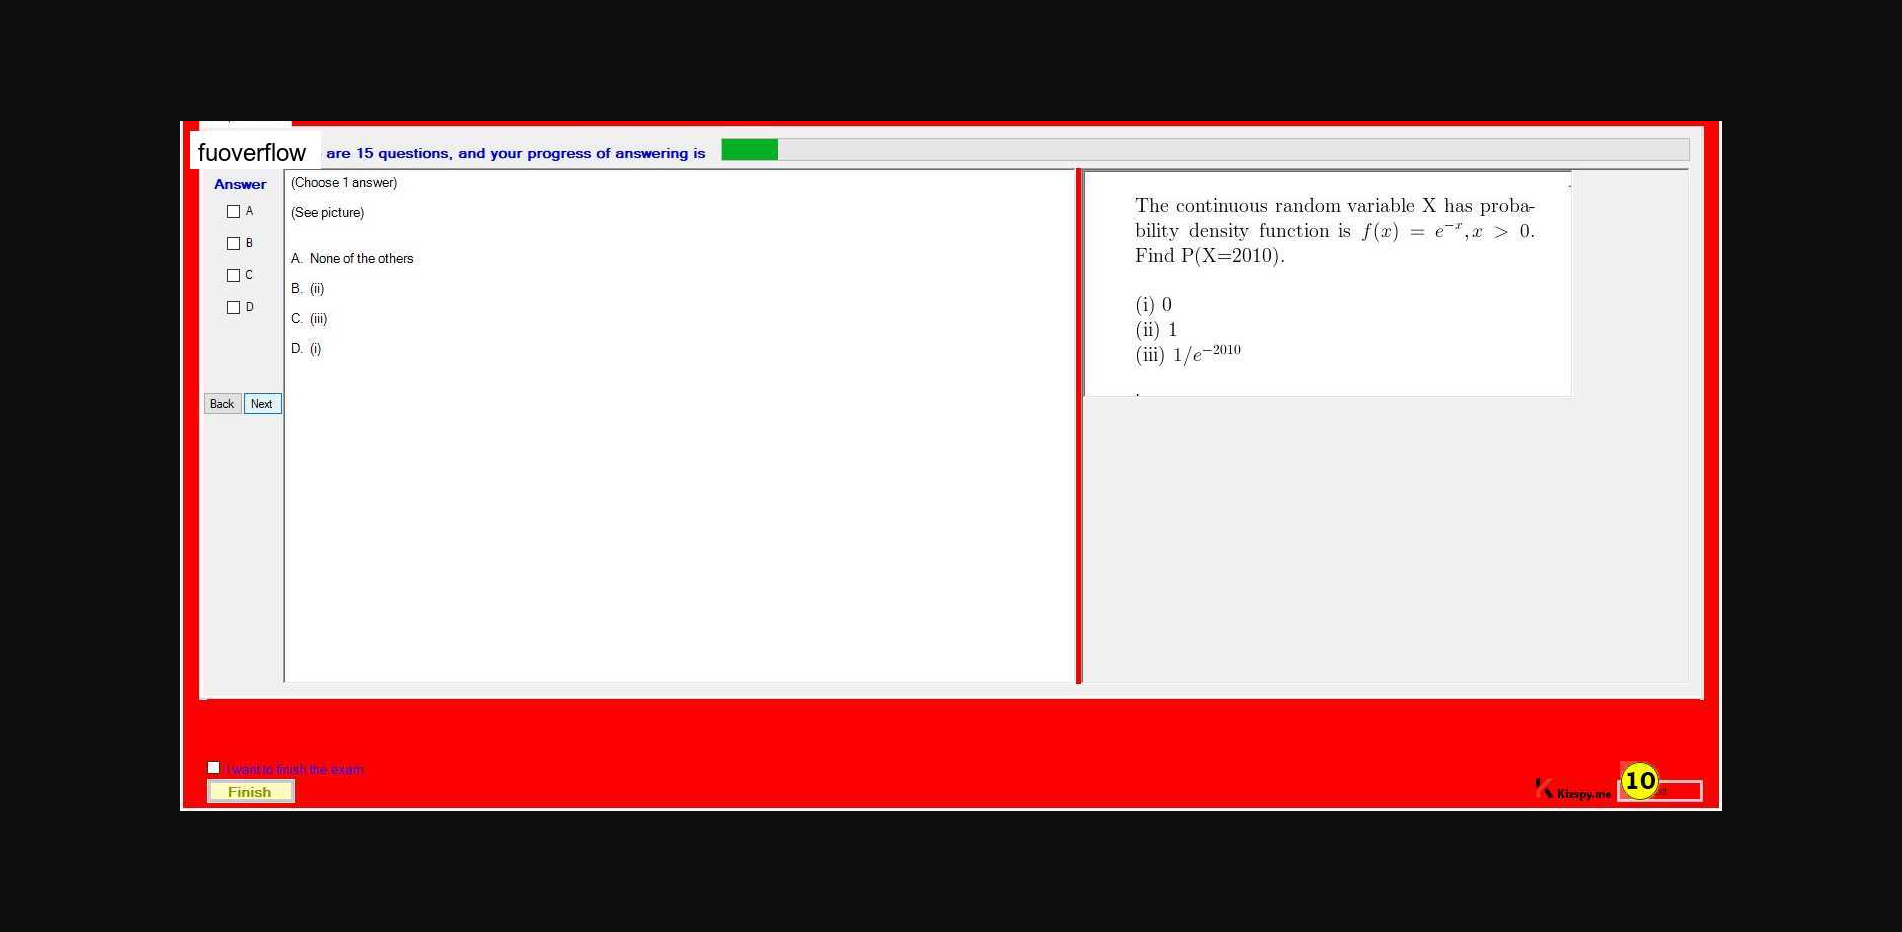 fuoverflow are 15 questions, and your progress of answering is
Answer
A
B
C
D
Back Next
(Choose 1 answer)
(See picture)
A. None of the others
B. (ii)
C. (iii)
D. (i)
The continuous random variable X has proba-
bility density function is f(x) = e⁻ˣ, x > 0.
Find P(X=2010).
(i) 0
(ii) 1
(iii) 1/e⁻²⁰¹⁰
I want to finish the exam
Finish
Kizspy.me
10